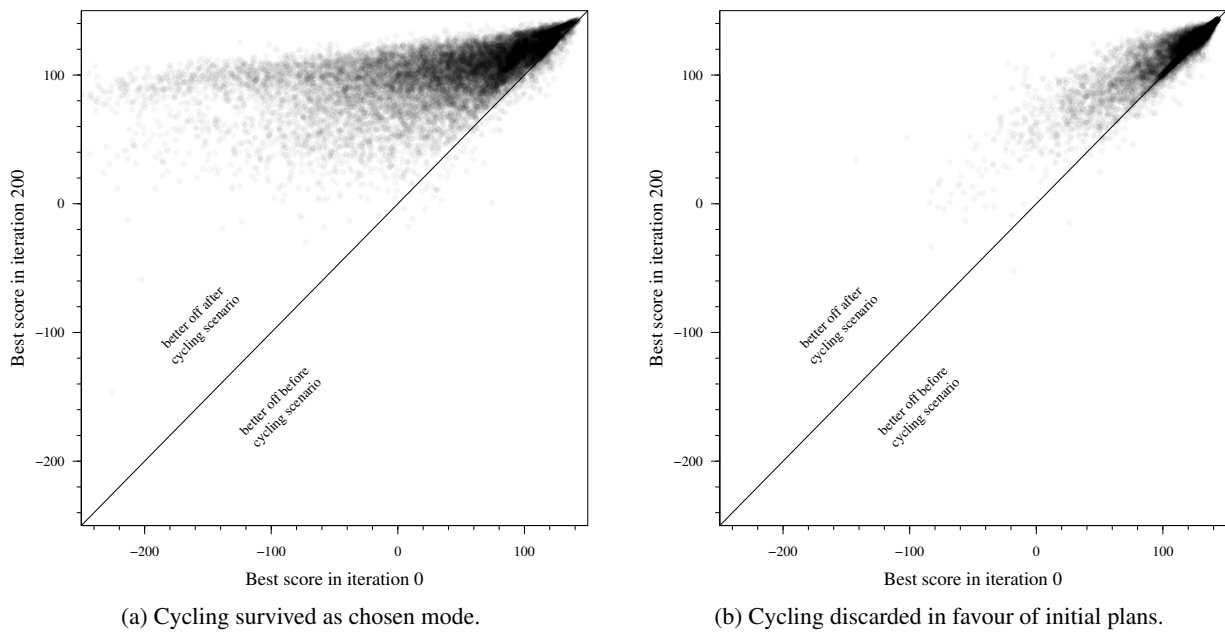 100
0
−100
−200
Best score in iteration 200
better off after
cycling scenario
better off before
cycling scenario
−200
−100
0
100
Best score in iteration 0
(a) Cycling survived as chosen mode.
100
0
−100
−200
Best score in iteration 200
better off after
cycling scenario
better off before
cycling scenario
−200
−100
0
100
Best score in iteration 0
(b) Cycling discarded in favour of initial plans.